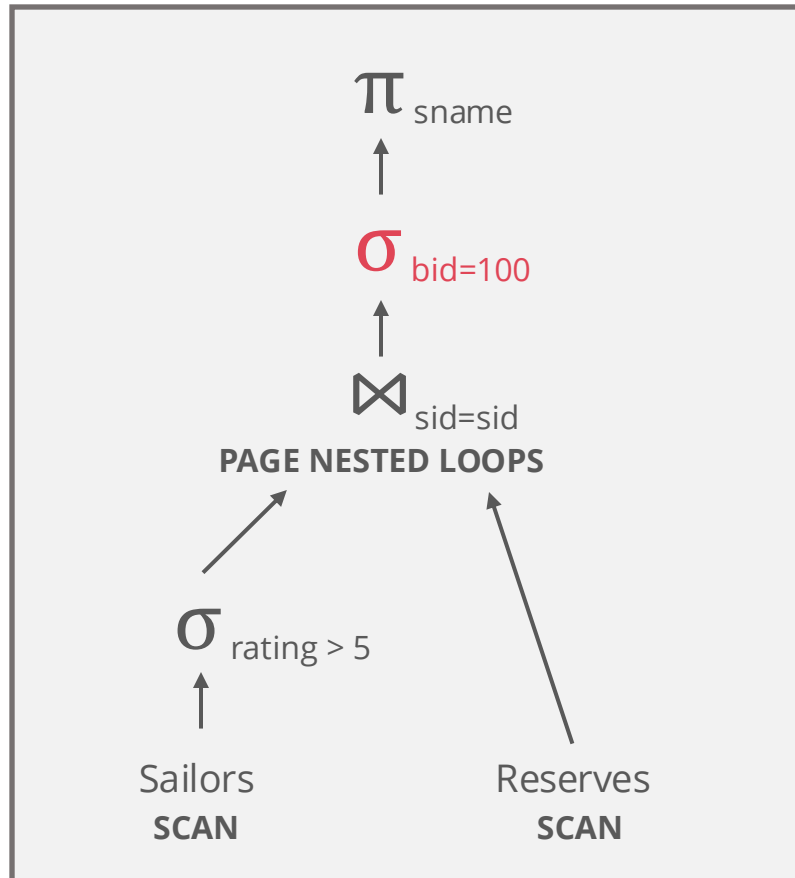 π sname
σ bid=100
⋈ sid=sid
PAGE NESTED LOOPS
σ rating > 5
Sailors Reserves
SCAN SCAN